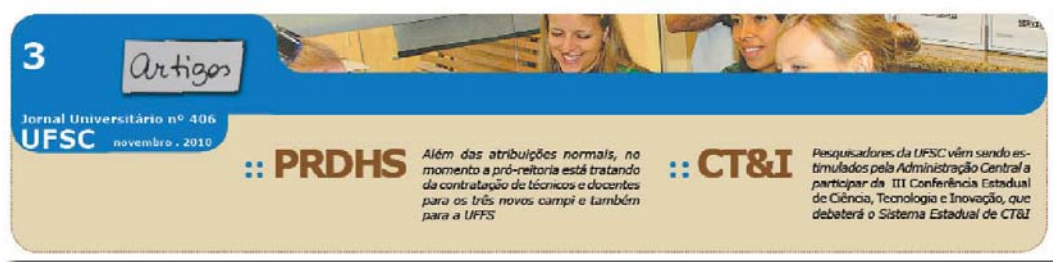 3
Artigos
Jornal Universitário nº 406
UFSC novembro . 2010
:: PRDHS
Além das atribuições normais, no
momento a pró-reitoria está tratando
da contratação de técnicos e docentes
para os três novos campi e também
para a UFFS
:: CT&I
Pesquisadores da UFSC vêm sendo es-
timulados pela Administração Central a
participar da III Conferência Estadual
de Ciência, Tecnologia e Inovação, que
debaterá o Sistema Estadual de CT&I